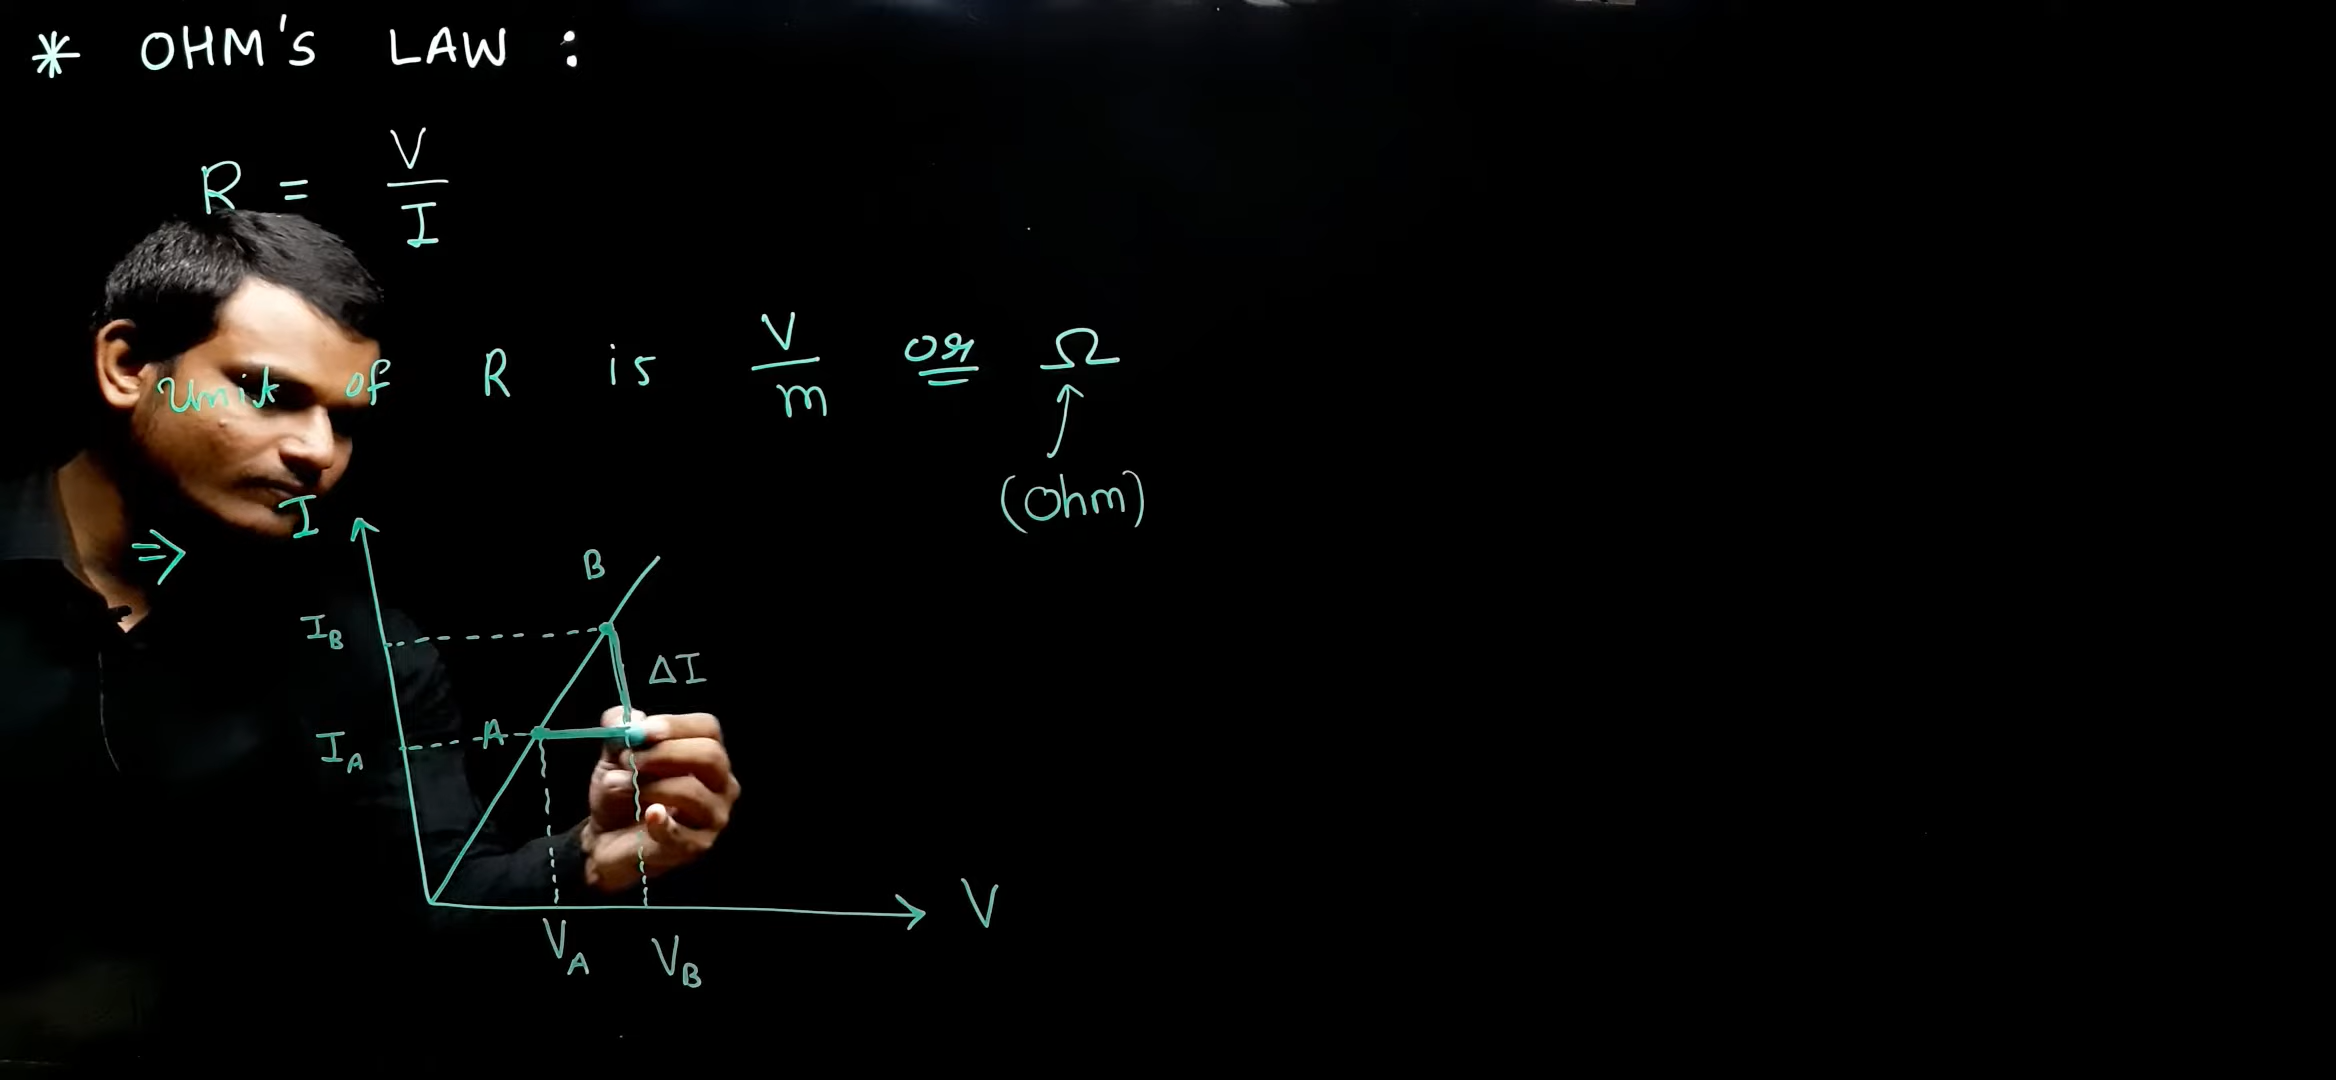 * OHM'S LAW :
R = V/I
Unit of R is V/m or Ω
(Ohm)
I
⇒
B
I_B
ΔI
A
I_A
V
V_A V_B